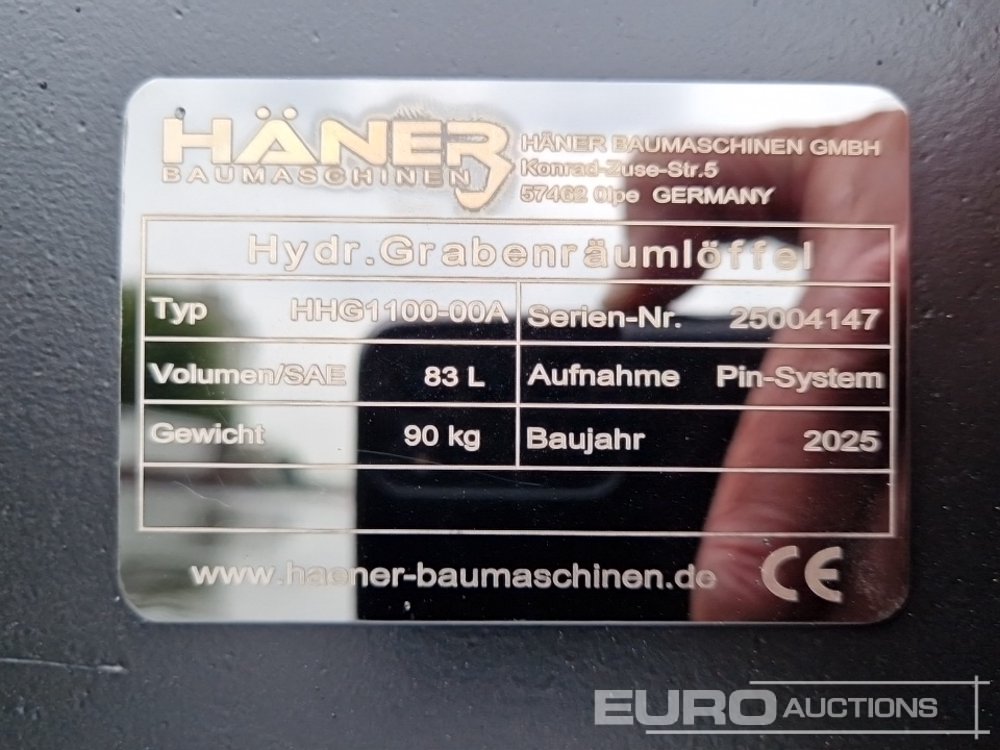 HÄNER
BAUMASCHINEN
HÄNER BAUMASCHINEN GMBH
Konrad-Zuse-Str.5
57462 Olpe GERMANY
Hydr.Grabenräumlöffel
Typ HHG1100-00A Serien-Nr. 25004147
Volumen/SAE 83 L Aufnahme Pin-System
Gewicht 90 kg Baujahr 2025
www.haener-baumaschinen.de CE
EURO AUCTIONS